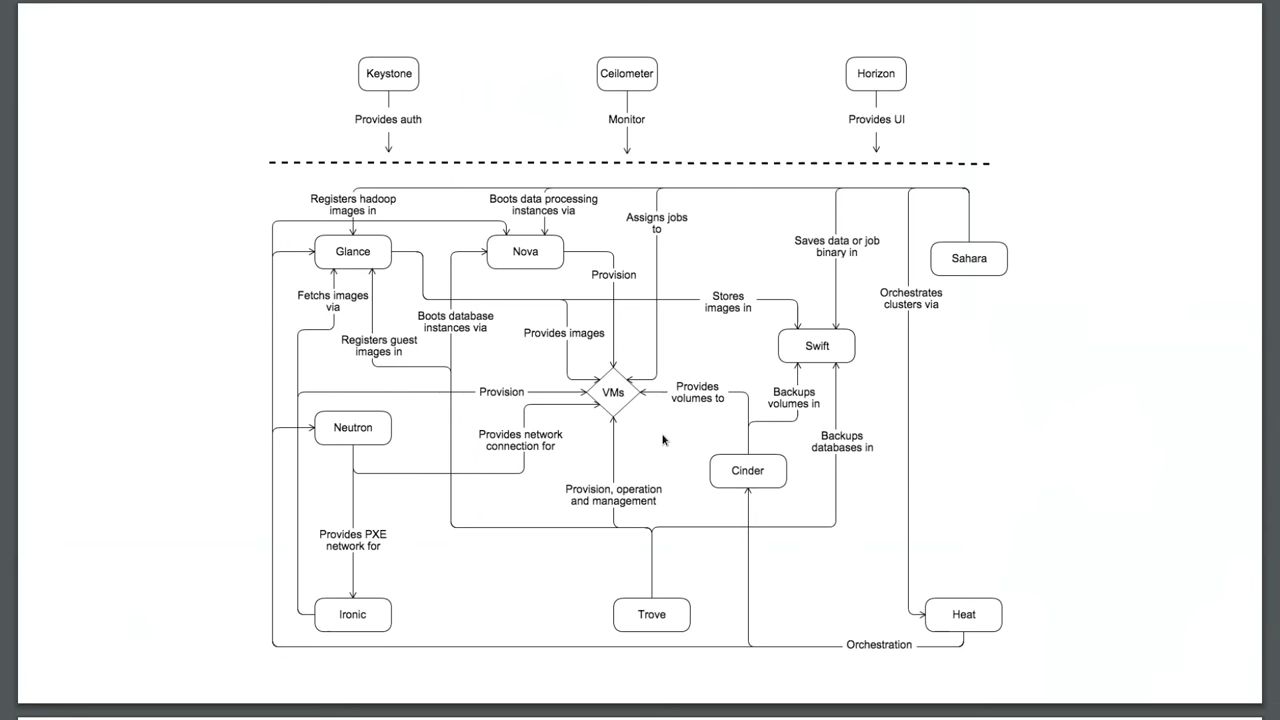 Keystone
Ceilometer
Horizon
Provides auth
Monitor
Provides UI
Registers hadoop
images in
Boots data processing
instances via
Assigns jobs
to
Saves data or job
binary in
Sahara
Glance
Nova
Provision
Fetchs images
via
Stores
images in
Orchestrates
clusters via
Boots database
instances via
Provides images
Registers guest
images in
Swift
Provision
VMs
Provides
volumes to
Backups
volumes in
Neutron
Provides network
connection for
Backups
databases in
Cinder
Provision, operation
and management
Provides PXE
network for
Ironic
Trove
Heat
Orchestration